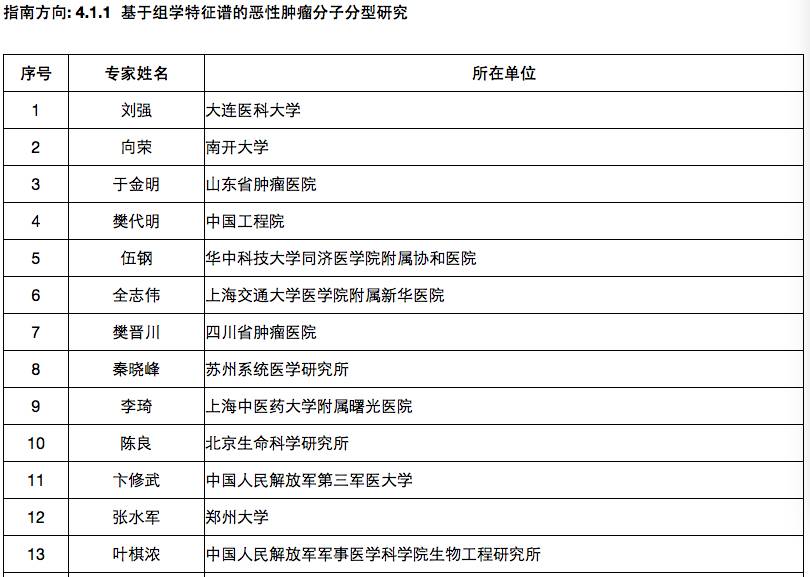 指南方向: 4.1.1 基于组学特征谱的恶性肿瘤分子分型研究
序号 专家姓名 所在单位
1 刘强 大连医科大学
2 向荣 南开大学
3 于金明 山东省肿瘤医院
4 樊代明 中国工程院
5 伍钢 华中科技大学同济医学院附属协和医院
6 全志伟 上海交通大学医学院附属新华医院
7 樊晋川 四川省肿瘤医院
8 秦晓峰 苏州系统医学研究所
9 李琦 上海中医药大学附属曙光医院
10 陈良 北京生命科学研究所
11 卞修武 中国人民解放军第三军医大学
12 张水军 郑州大学
13 叶棋浓 中国人民解放军军事医学科学院生物工程研究所